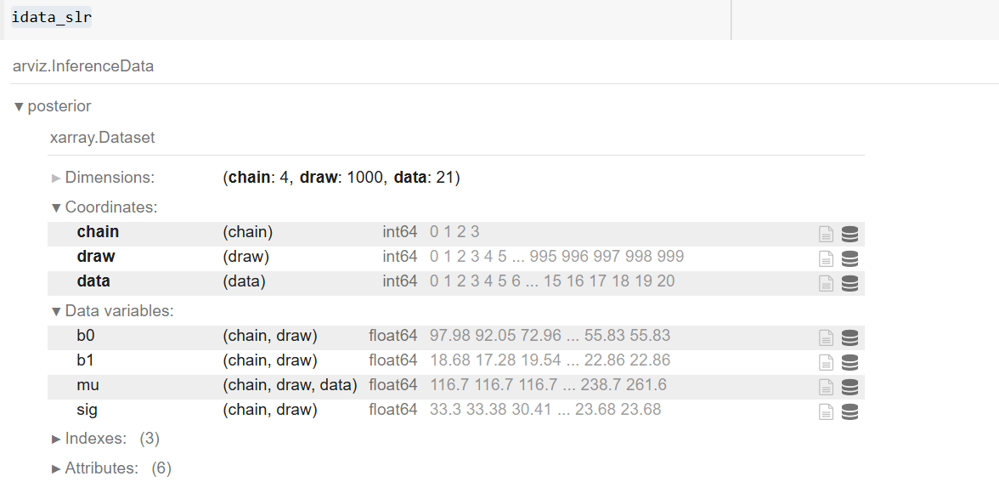 idata_slr
arviz.InferenceData
▼ posterior
xarray.Dataset
► Dimensions: (chain: 4, draw: 1000, data: 21)
▼ Coordinates:
chain (chain) int64 0 1 2 3
draw (draw) int64 0 1 2 3 4 5 ... 995 996 997 998 999
data (data) int64 0 1 2 3 4 5 6 ... 15 16 17 18 19 20
▼ Data variables:
b0 (chain, draw) float64 97.98 92.05 72.96 ... 55.83 55.83
b1 (chain, draw) float64 18.68 17.28 19.54 ... 22.86 22.86
mu (chain, draw, data) float64 116.7 116.7 116.7 ... 238.7 261.6
sig (chain, draw) float64 33.3 33.38 30.41 ... 23.68 23.68
► Indexes: (3)
► Attributes: (6)